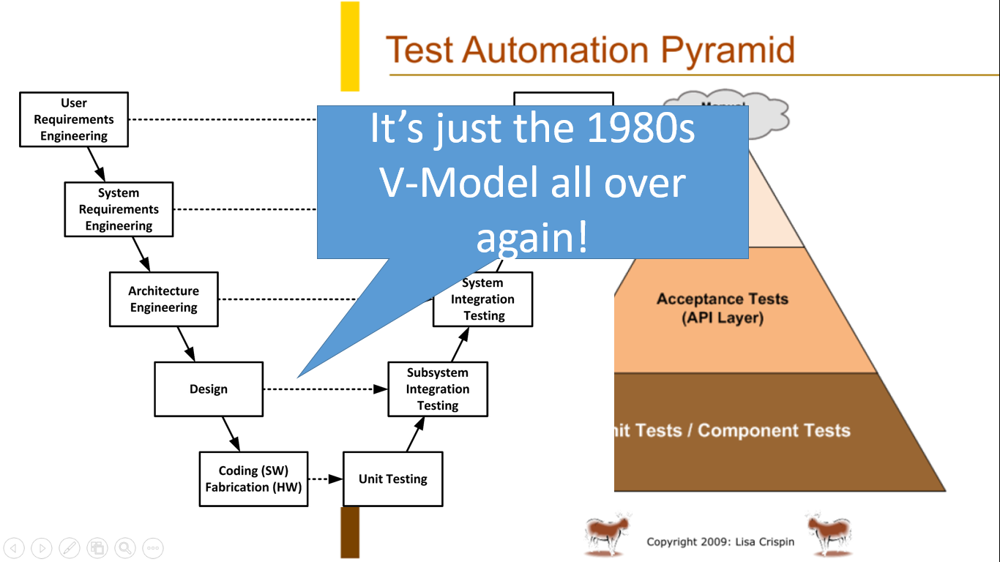 Test Automation Pyramid
User
Requirements
Engineering
It’s just the 1980s
V-Model all over
again!
System
Requirements
Engineering
Architecture
Engineering
System
Integration
Testing
Acceptance Tests
(API Layer)
Design
Subsystem
Integration
Testing
Tests / Component Tests
Coding (SW)
Fabrication (HW)
Unit Testing
Copyright 2009: Lisa Crispin